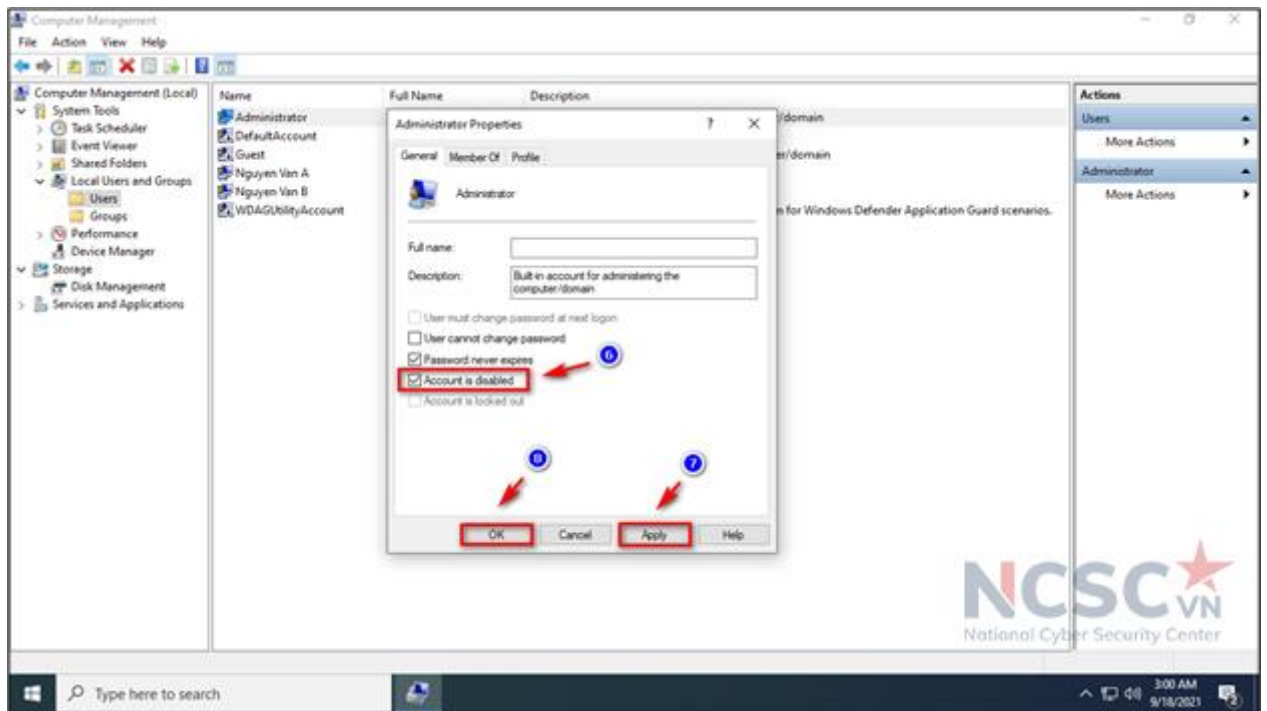 Computer Management
File Action View Help
Computer Management (Local)
System Tools
Task Scheduler
Event Viewer
Shared Folders
Local Users and Groups
Users
Groups
Performance
Device Manager
Storage
Disk Management
Services and Applications
Name Full Name Description
Administrator /domain
DefaultAccount
Guest er/domain
Nguyen Van A
Nguyen Van B
WDAGUtilityAccount n for Windows Defender Application Guard scenarios.
Administrator Properties ? X
General Member Of Profile
Administrator
Full name:
Description: Built-in account for administering the
computer/domain
User must change password at next logon
User cannot change password
Password never expires
6
Account is disabled
Account is locked out
8 7
OK Cancel Apply Help
Actions
Users
More Actions
Administrator
More Actions
NCSC VN
National Cyber Security Center
Type here to search
3:00 AM
9/18/2021
2